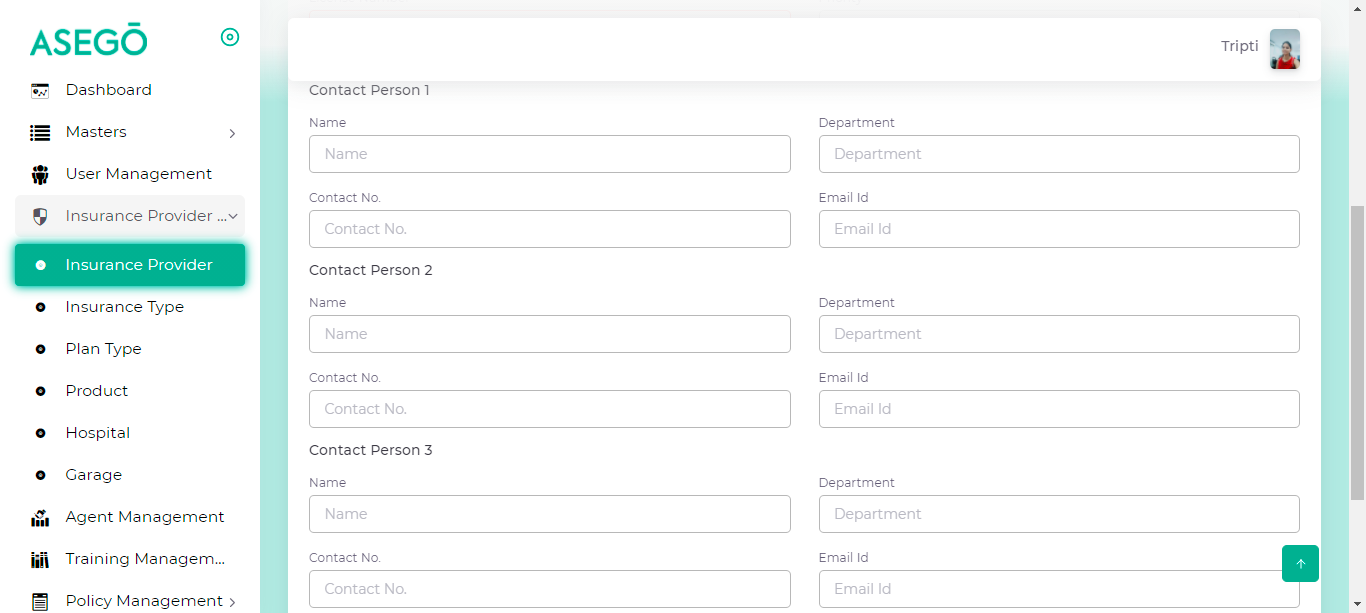 ASEGŌ
Dashboard
Masters
User Management
Insurance Provider ...
Insurance Provider
Insurance Type
Plan Type
Product
Hospital
Garage
Agent Management
Training Managem...
Policy Management
Tripti
Contact Person 1
Name Department
Name Department
Contact No. Email Id
Contact No. Email Id
Contact Person 2
Name Department
Name Department
Contact No. Email Id
Contact No. Email Id
Contact Person 3
Name Department
Name Department
Contact No. Email Id
Contact No. Email Id